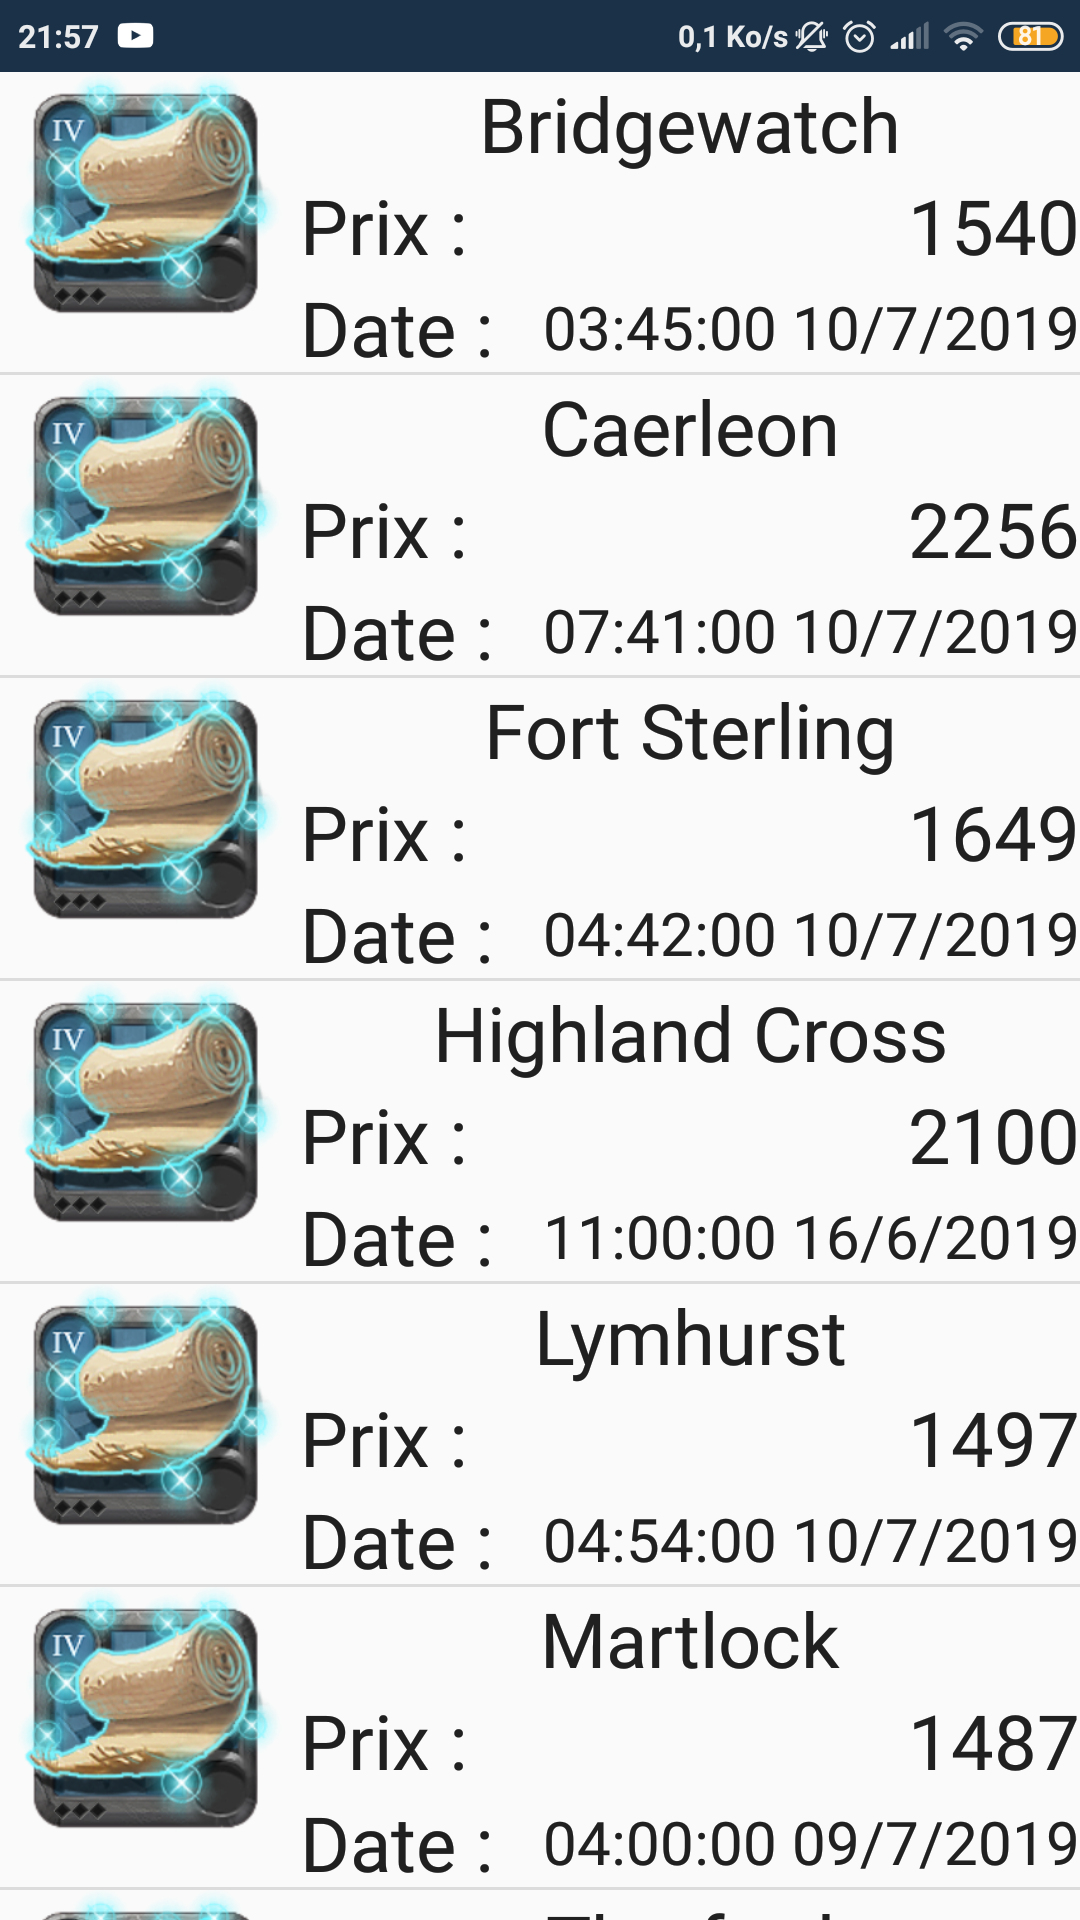 21:57 0,1 Ko/s 81
IV
Bridgewatch
Prix : 1540
Date : 03:45:00 10/7/2019
IV
Caerleon
Prix : 2256
Date : 07:41:00 10/7/2019
IV
Fort Sterling
Prix : 1649
Date : 04:42:00 10/7/2019
IV
Highland Cross
Prix : 2100
Date : 11:00:00 16/6/2019
IV
Lymhurst
Prix : 1497
Date : 04:54:00 10/7/2019
IV
Martlock
Prix : 1487
Date : 04:00:00 09/7/2019